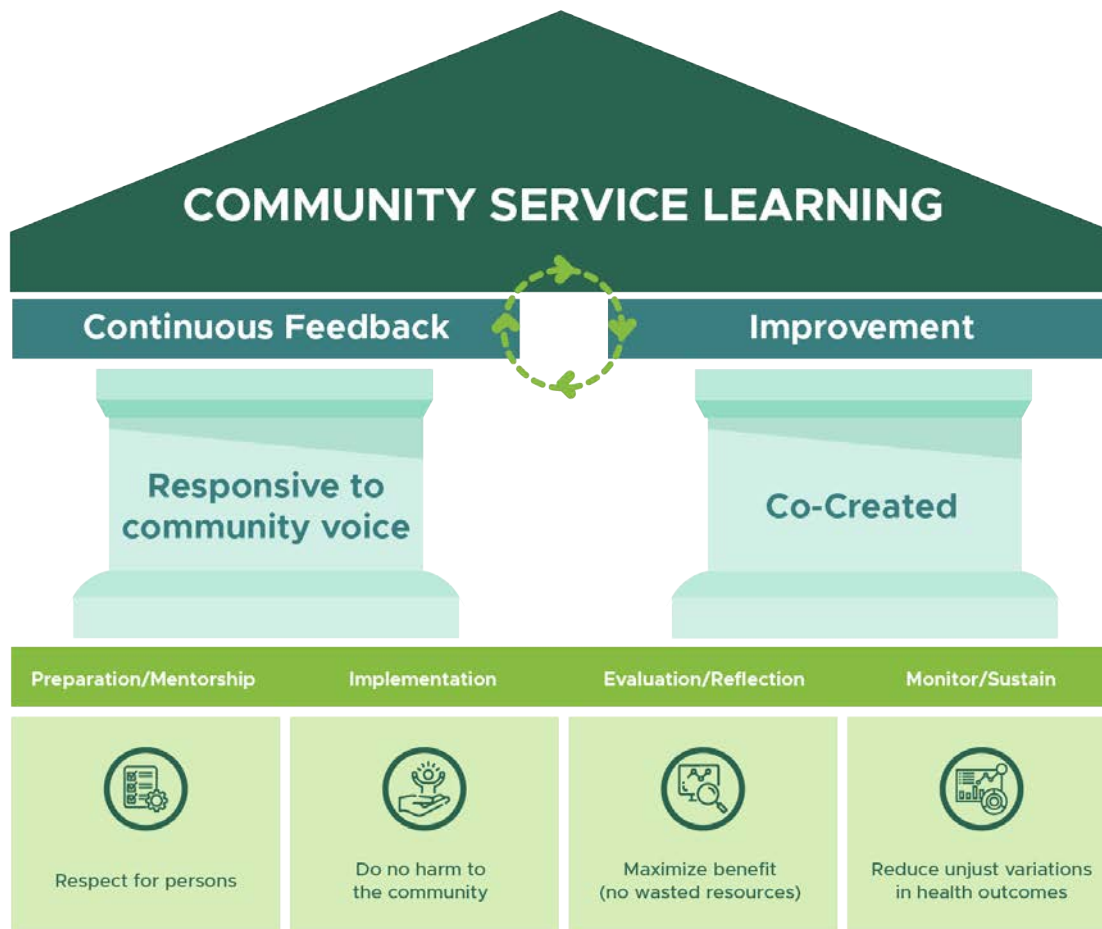 COMMUNITY SERVICE LEARNING
Continuous Feedback
Improvement
Responsive to
community voice
Co-Created
Preparation/Mentorship
Implementation
Evaluation/Reflection
Monitor/Sustain
Respect for persons
Do no harm to
the community
Maximize benefit
(no wasted resources)
Reduce unjust variations
in health outcomes